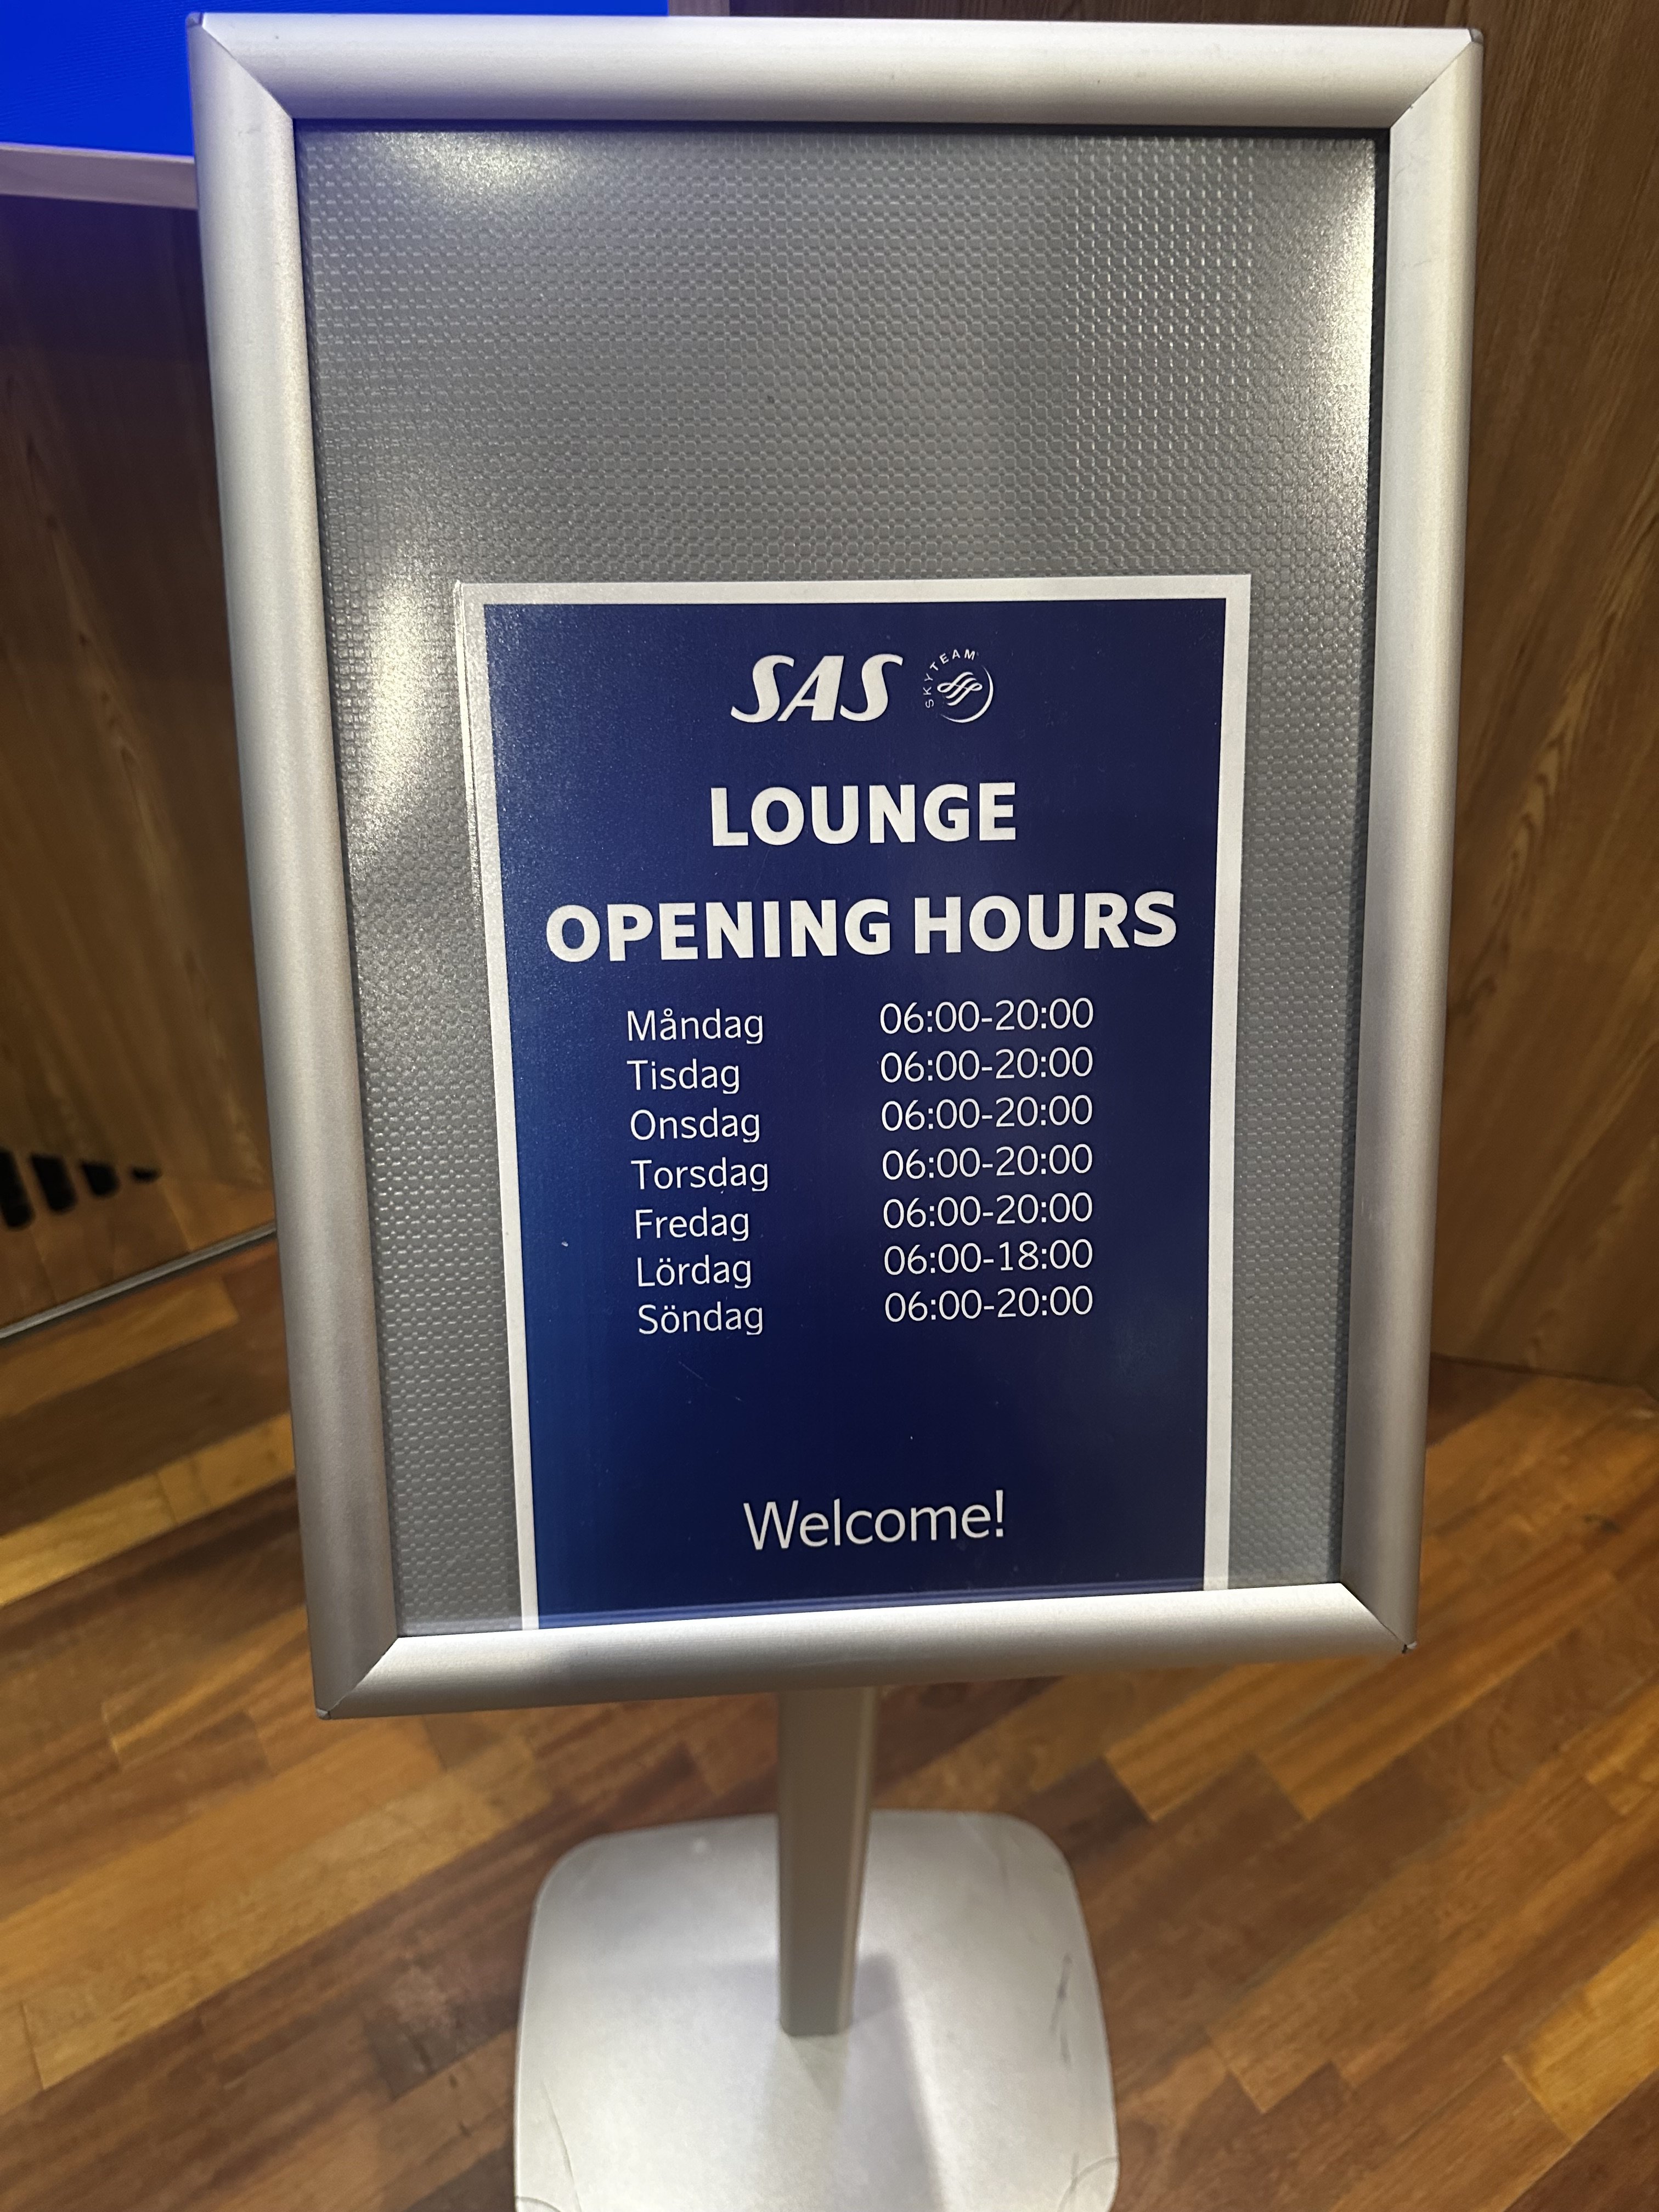 SAS SKYTEAM
LOUNGE
OPENING HOURS
Måndag 06:00-20:00
Tisdag 06:00-20:00
Onsdag 06:00-20:00
Torsdag 06:00-20:00
Fredag 06:00-20:00
Lördag 06:00-18:00
Söndag 06:00-20:00
Welcome!